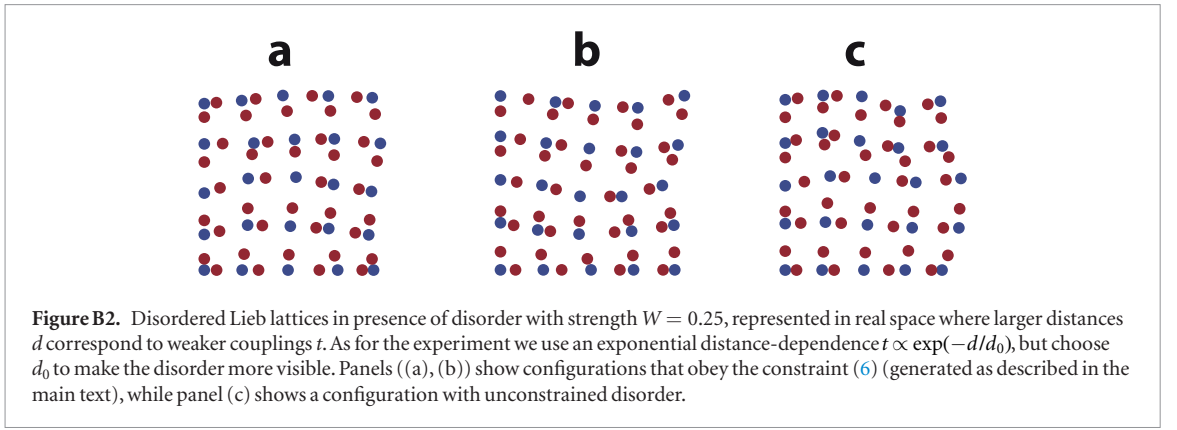 a b c
Figure B2. Disordered Lieb lattices in presence of disorder with strength W = 0.25, represented in real space where larger distances
d correspond to weaker couplings t. As for the experiment we use an exponential distance-dependence t ∝ exp(−d/d₀), but choose
d₀ to make the disorder more visible. Panels ((a), (b)) show configurations that obey the constraint (6) (generated as described in the
main text), while panel (c) shows a configuration with unconstrained disorder.